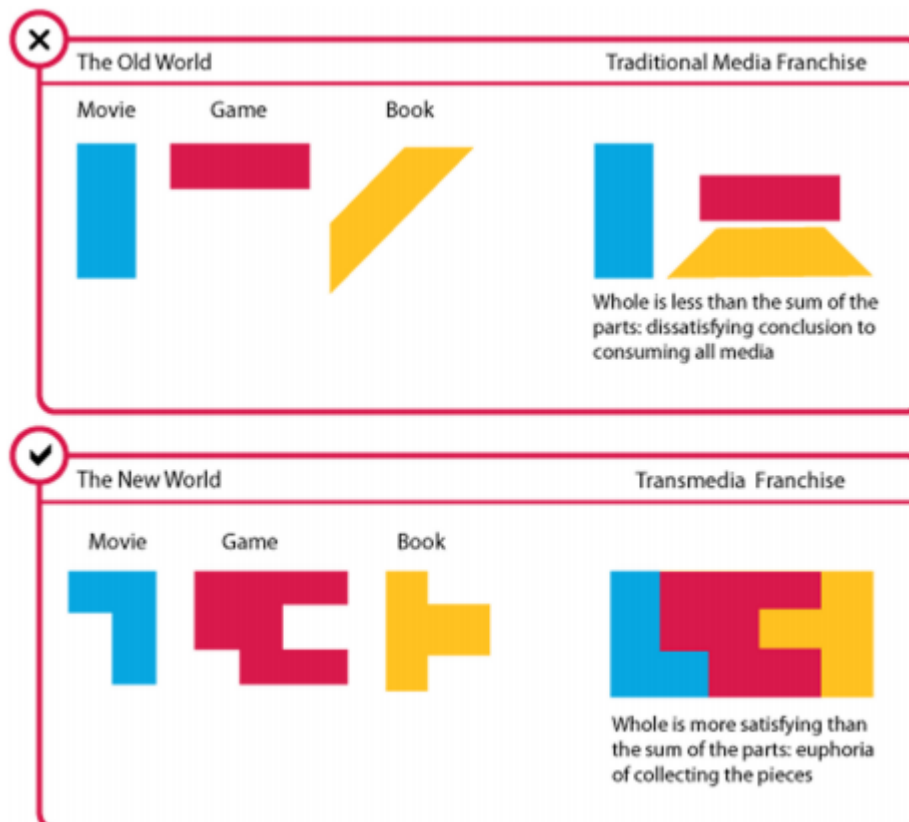 The Old World
Traditional Media Franchise
Movie
Game
Book
Whole is less than the sum of the
parts: dissatisfying conclusion to
consuming all media
The New World
Transmedia Franchise
Movie
Game
Book
Whole is more satisfying than
the sum of the parts: euphoria
of collecting the pieces